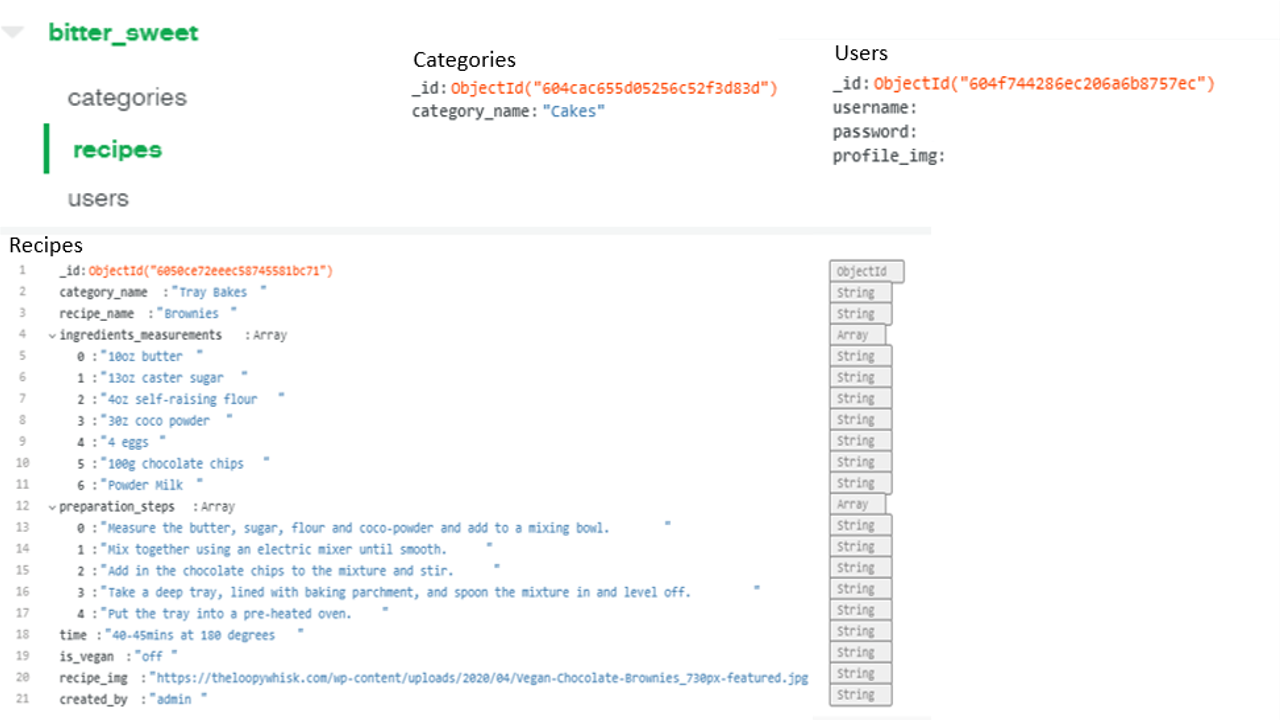 bitter_sweet
categories
recipes
users
Categories
_id: ObjectId("604cac655d05256c52f3d83d")
category_name: "Cakes"
Users
_id: ObjectId("604f744286ec206a6b8757ec")
username:
password:
profile_img:
Recipes
1 _id: ObjectId("6050ce72eeec58745581bc71") ObjectId
2 category_name : "Tray Bakes " String
3 recipe_name : "Brownies " String
4 ingredients_measurements : Array Array
5 0 : "10oz butter " String
6 1 : "13oz caster sugar " String
7 2 : "4oz self-raising flour " String
8 3 : "30z coco powder " String
9 4 : "4 eggs " String
10 5 : "100g chocolate chips " String
11 6 : "Powder Milk " String
12 preparation_steps : Array Array
13 0 : "Measure the butter, sugar, flour and coco-powder and add to a mixing bowl. " String
14 1 : "Mix together using an electric mixer until smooth. " String
15 2 : "Add in the chocolate chips to the mixture and stir. " String
16 3 : "Take a deep tray, lined with baking parchment, and spoon the mixture in and level off. " String
17 4 : "Put the tray into a pre-heated oven. " String
18 time : "40-45mins at 180 degrees " String
19 is_vegan : "off " String
20 recipe_img : "https://theloopywhisk.com/wp-content/uploads/2020/04/Vegan-Chocolate-Brownies_730px-featured.jpg String
21 created_by : "admin " String